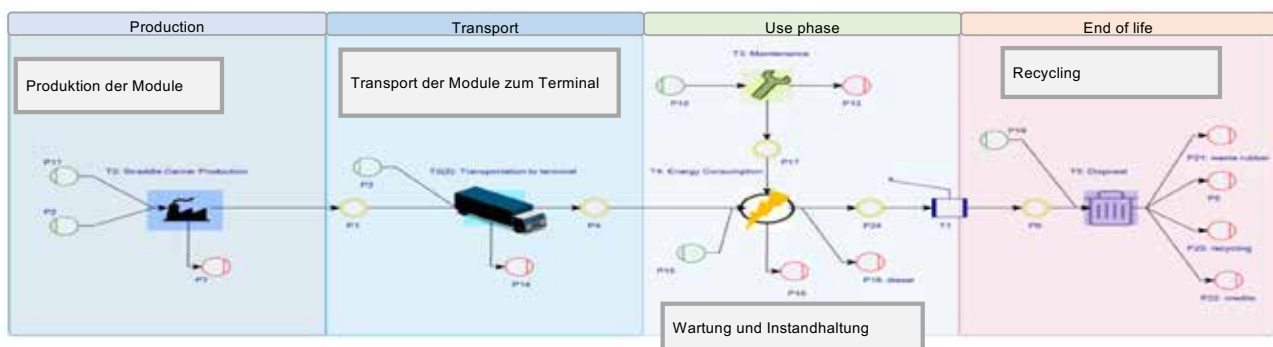 Production
Transport
Use phase
End of life
Produktion der Module
Transport der Module zum Terminal
Recycling
T3: Maintenance
P12
P13
P17
P17
T2: Straddle Carrier Production
T2(2): Transportation to terminal
T4: Energy Consumption
P19
T5: Disposal
P21: waste rubber
P2
P3
P1
P4
P24
T1
P20: recycling
P7
P14
P15
P16
P18: diesel
P22: credits
Wartung und Instandhaltung